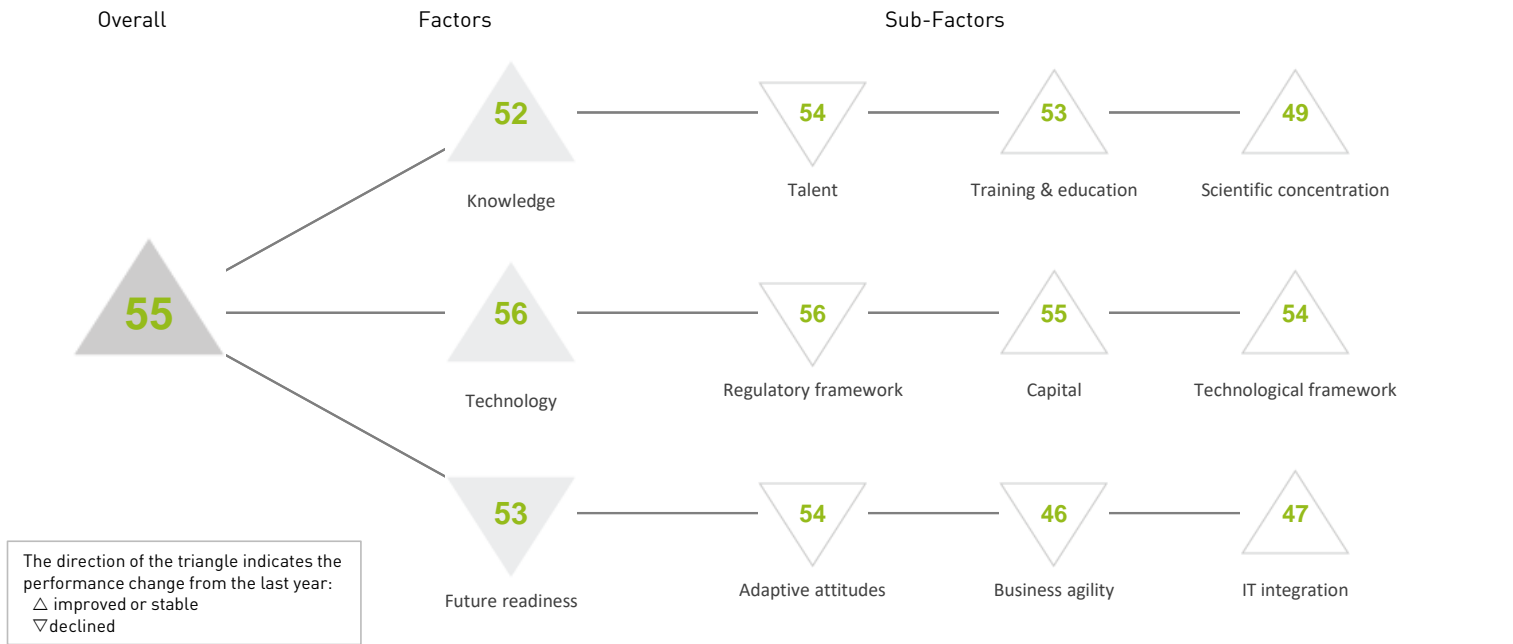 Overall
Factors
Sub-Factors
52
54
53
49
Knowledge
Talent
Training & education
Scientific concentration
55
56
56
55
54
Technology
Regulatory framework
Capital
Technological framework
53
54
46
47
Future readiness
Adaptive attitudes
Business agility
IT integration
The direction of the triangle indicates the
performance change from the last year:
△ improved or stable
▽declined